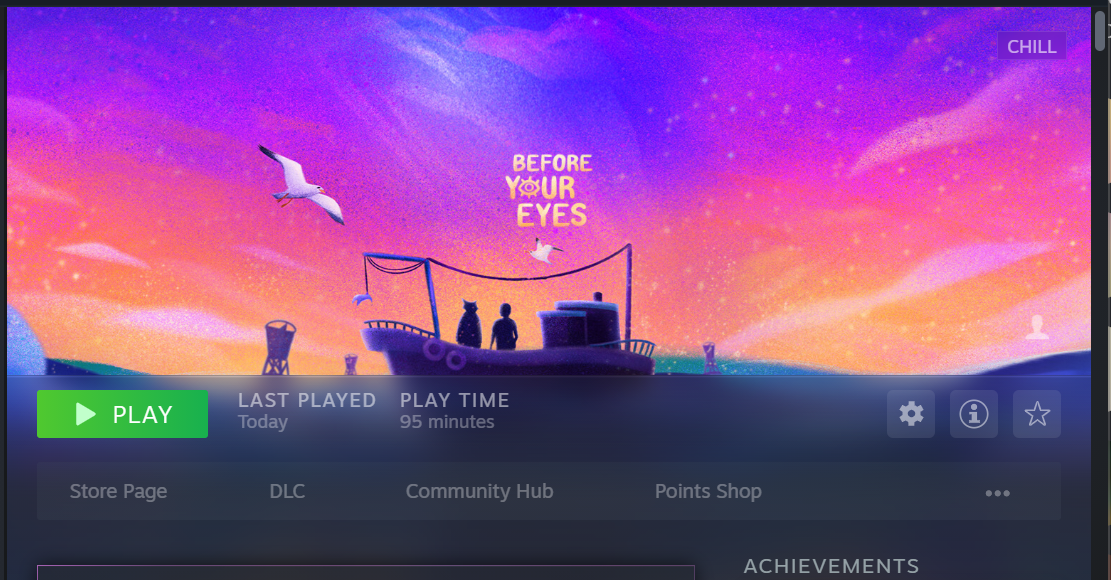 CHILL
BEFORE
YOUR
EYES
PLAY
LAST PLAYED
Today
PLAY TIME
95 minutes
Store Page
DLC
Community Hub
Points Shop
ACHIEVEMENTS